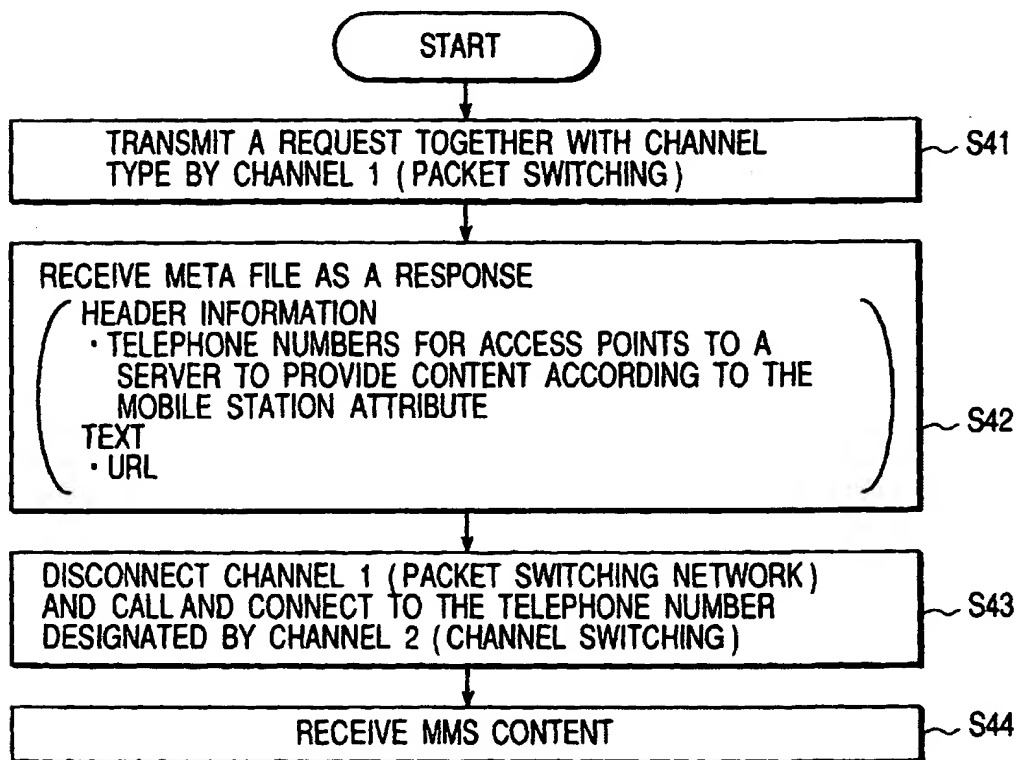 START
TRANSMIT A REQUEST TOGETHER WITH CHANNEL
TYPE BY CHANNEL 1 (PACKET SWITCHING)
S41
RECEIVE META FILE AS A RESPONSE
HEADER INFORMATION
・TELEPHONE NUMBERS FOR ACCESS POINTS TO A
SERVER TO PROVIDE CONTENT ACCORDING TO THE
MOBILE STATION ATTRIBUTE
TEXT
・URL
S42
DISCONNECT CHANNEL 1 (PACKET SWITCHING NETWORK)
AND CALL AND CONNECT TO THE TELEPHONE NUMBER
DESIGNATED BY CHANNEL 2 (CHANNEL SWITCHING)
S43
RECEIVE MMS CONTENT
S44